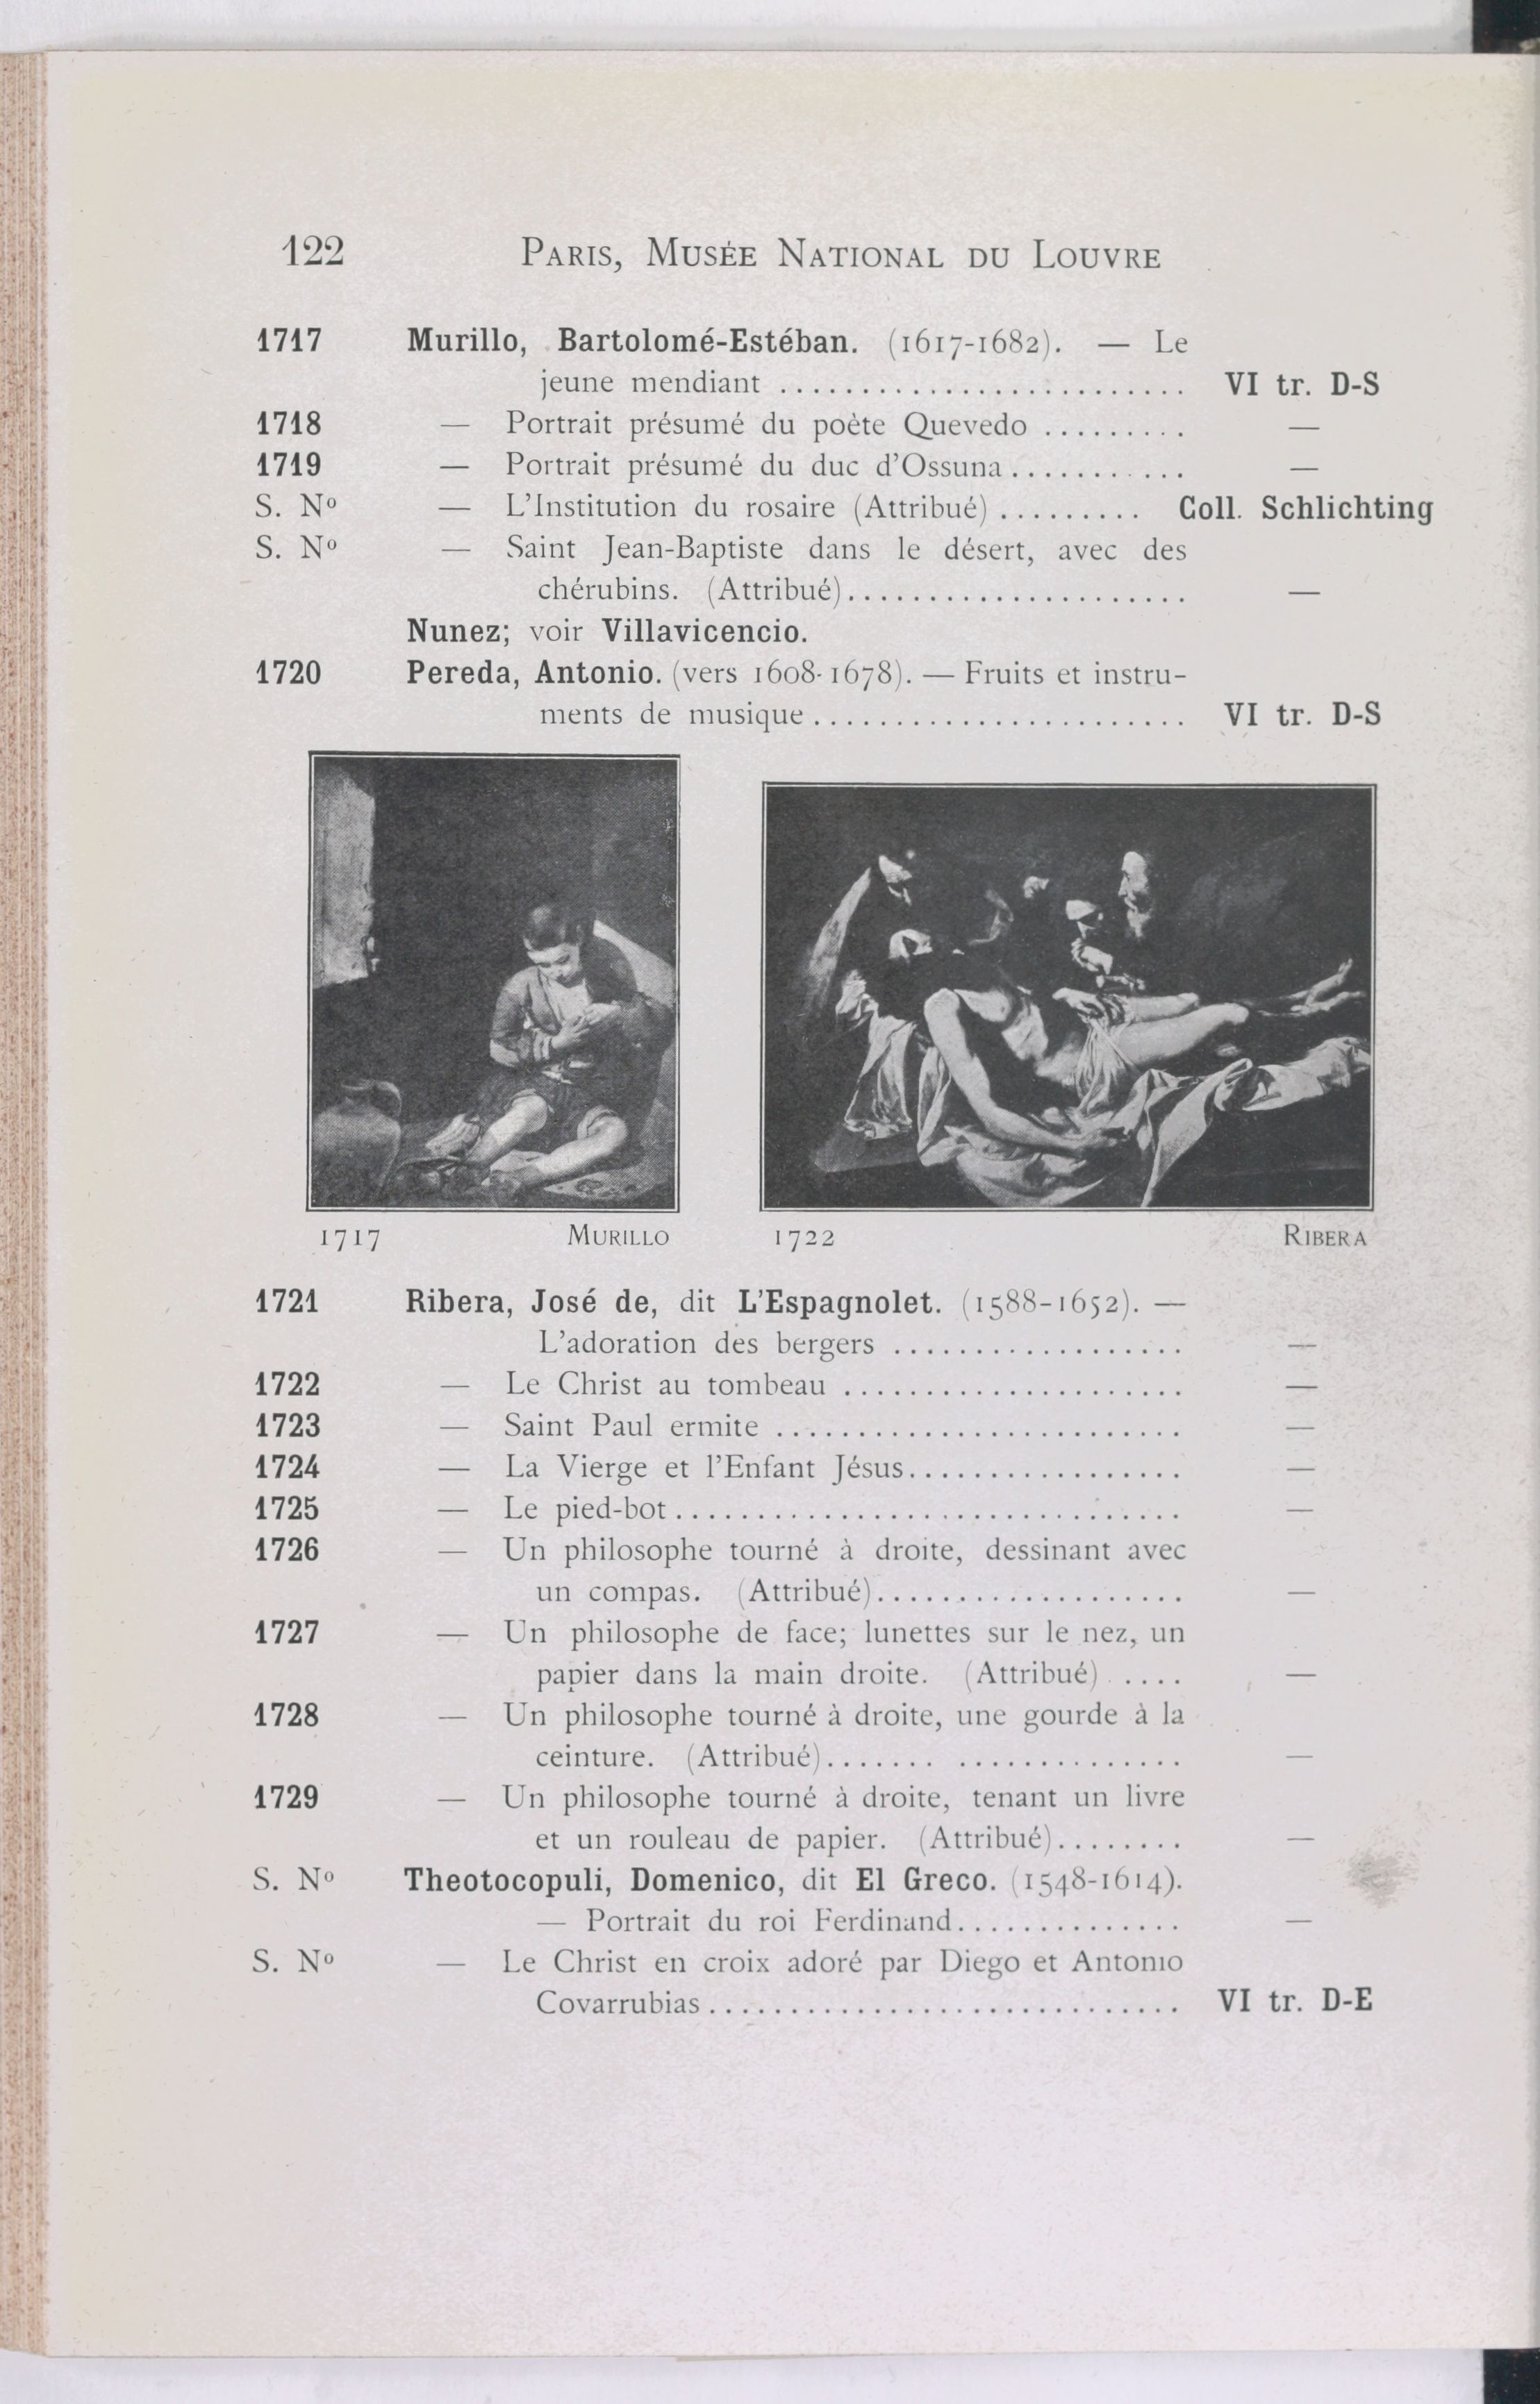 122 PARIS, MUSÉE NATIONAL DU LOUVRE
1717 Murillo, Bartolomé-Estéban. (1617-1682). — Le
jeune mendiant ......................... VI tr. D-S
1718 — Portrait présumé du poète Quevedo ......... —
1719 — Portrait présumé du duc d'Ossuna ........... —
S. Nº — L'Institution du rosaire (Attribué) ......... Coll. Schlichting
S. Nº — Saint Jean-Baptiste dans le désert, avec des
chérubins. (Attribué) ..................... —
Nunez; voir Villavicencio.
1720 Pereda, Antonio. (vers 1608-1678). — Fruits et instru-
ments de musique ....................... VI tr. D-S
1717 MURILLO 1722 RIBERA
1721 Ribera, José de, dit L'Espagnolet. (1588-1652). —
L'adoration des bergers .................. —
1722 — Le Christ au tombeau ..................... —
1723 — Saint Paul ermite ......................... —
1724 — La Vierge et l'Enfant Jésus ................. —
1725 — Le pied-bot ............................... —
1726 — Un philosophe tourné à droite, dessinant avec
un compas. (Attribué) ................... —
1727 — Un philosophe de face; lunettes sur le nez, un
papier dans la main droite. (Attribué) ..... —
1728 — Un philosophe tourné à droite, une gourde à la
ceinture. (Attribué) ..................... —
1729 — Un philosophe tourné à droite, tenant un livre
et un rouleau de papier. (Attribué) ........ —
S. Nº Theotocopuli, Domenico, dit El Greco. (1548-1614).
— Portrait du roi Ferdinand .............. —
S. Nº — Le Christ en croix adoré par Diego et Antonio
Covarrubias ............................. VI tr. D-E